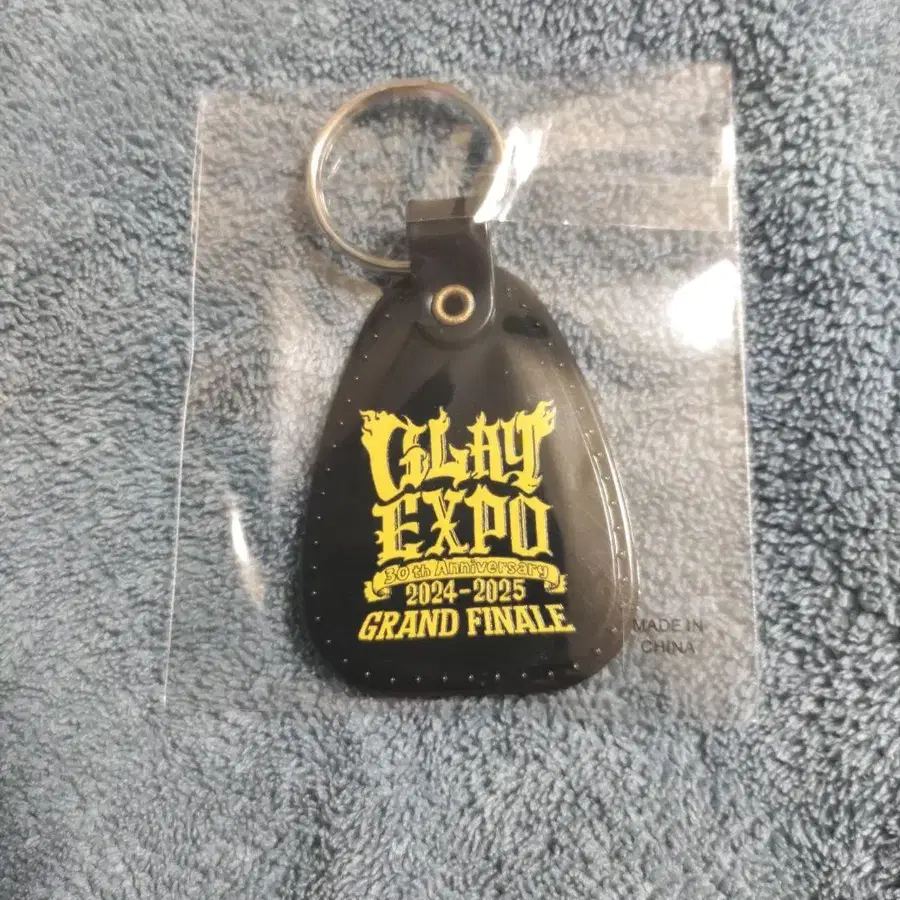 GLAY
EXPO
30th Anniversary
2024-2025
GRAND FINALE
MADE IN
CHINA